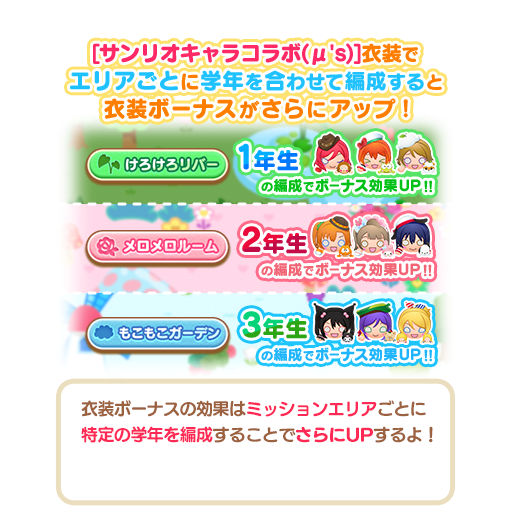 [サンリオキャラコラボ(μ's)]衣装で
エリアごとに学年を合わせて編成すると
衣装ボーナスがさらにアップ！
けろけろリバー
1年生
の編成でボーナス効果UP!!
メロメロルーム
2年生
の編成でボーナス効果UP!!
もこもこガーデン
3年生
の編成でボーナス効果UP!!
衣装ボーナスの効果はミッションエリアごとに
特定の学年を編成することでさらにUPするよ！